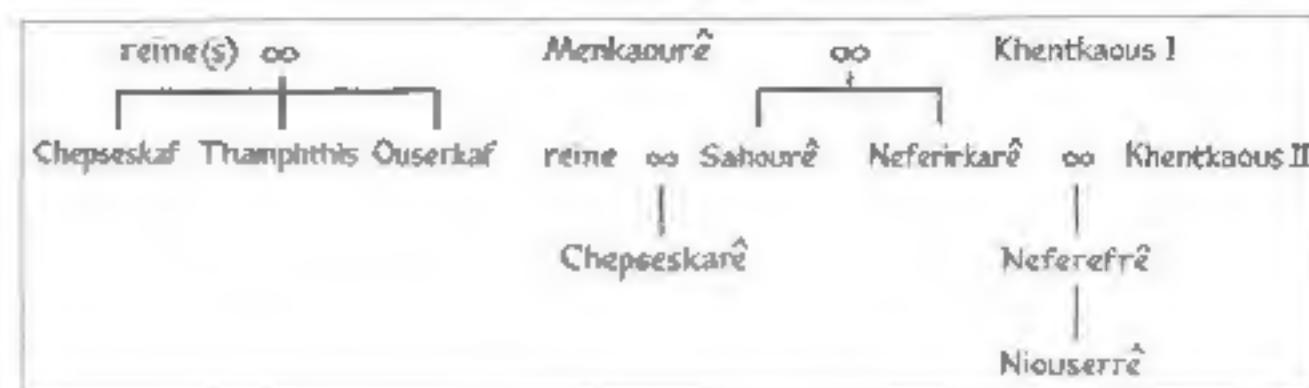 reine(s) ∞ Menkaourê ∞ Khentkaous I
Chepseskaf Thamphthis Ouserkaf reine ∞ Sahourê Neferirkarê ∞ Khentkaous II
Chepseskarê Neferefrê
Niouserrê